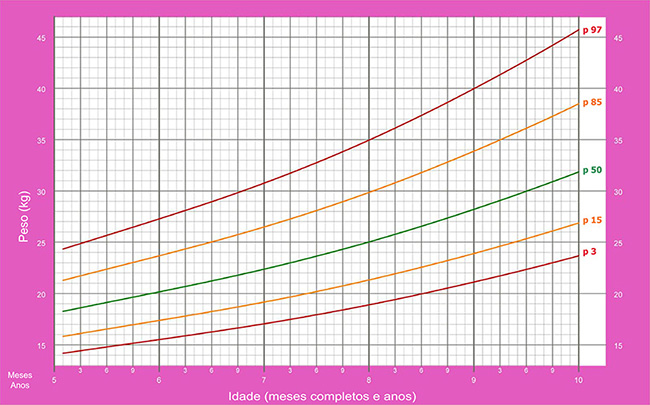 45
40
35
30
25
20
15
Peso (kg)
45
40
35
30
25
20
15
p 97
p 85
p 50
p 15
p 3
Meses 3 6 9 3 6 9 3 6 9 3 6 9 3 6 9
Anos 5 6 7 8 9 10
Idade (meses completos e anos)